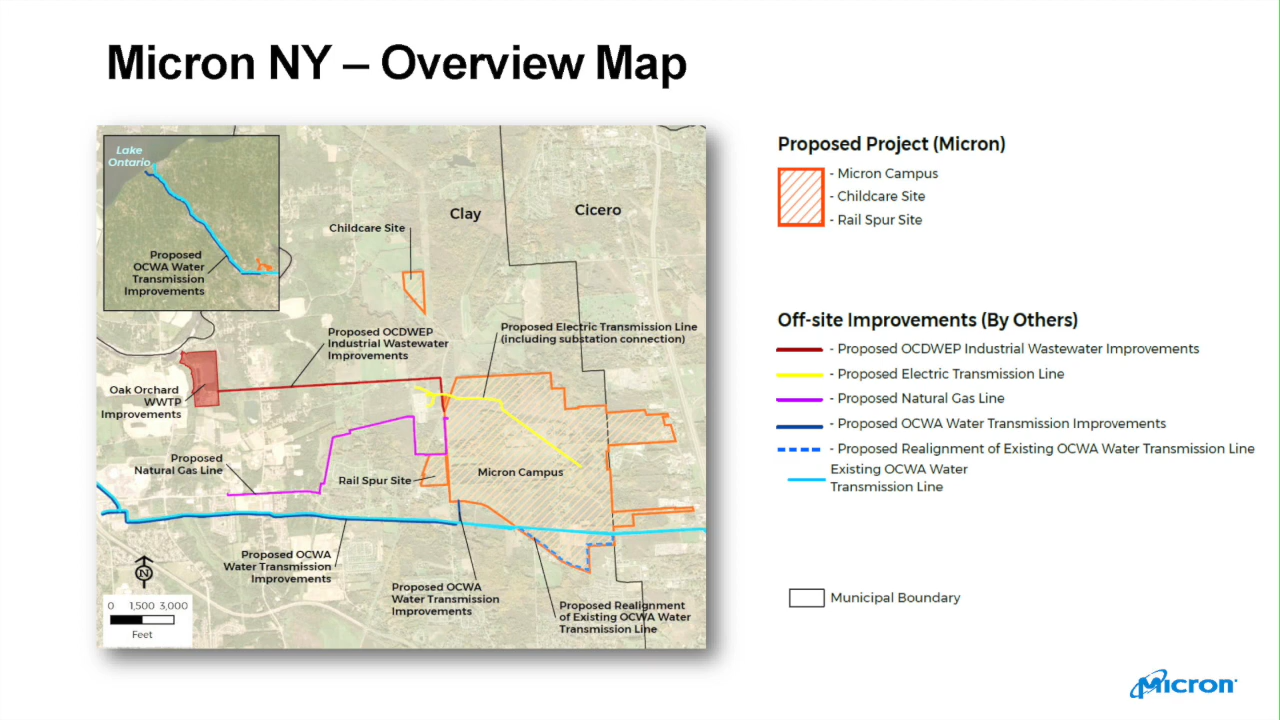 Micron NY – Overview Map
Lake
Ontario
Proposed
OCWA Water
Transmission
Improvements
Clay
Cicero
Childcare Site
Proposed OCDWEP
Industrial Wastewater
Improvements
Proposed Electric Transmission Line
(including substation connection)
Oak Orchard
WWTP
Improvements
Proposed
Natural Gas Line
Rail Spur Site
Micron Campus
Proposed OCWA
Water Transmission
Improvements
Proposed OCWA
Water Transmission
Improvements
Proposed Realignment
of Existing OCWA Water
Transmission Line
N
0 1,500 3,000
Feet
Proposed Project (Micron)
- Micron Campus
- Childcare Site
- Rail Spur Site
Off-site Improvements (By Others)
- Proposed OCDWEP Industrial Wastewater Improvements
- Proposed Electric Transmission Line
- Proposed Natural Gas Line
- Proposed OCWA Water Transmission Improvements
- Proposed Realignment of Existing OCWA Water Transmission Line
Existing OCWA Water
Transmission Line
Municipal Boundary
Micron